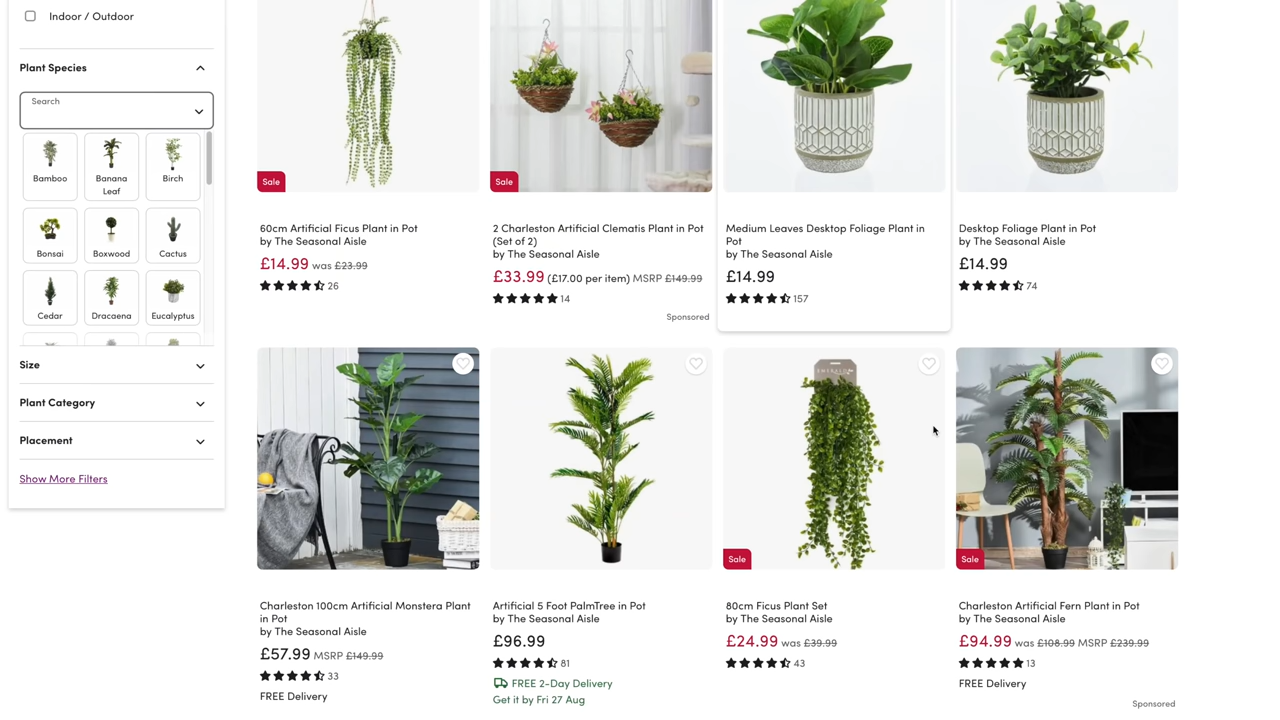 Indoor / Outdoor
Plant Species
Search
Bamboo
Banana
Leaf
Birch
Bonsai
Boxwood
Cactus
Cedar
Dracaena
Eucalyptus
Size
Plant Category
Placement
Show More Filters
Sale
60cm Artificial Ficus Plant in Pot
by The Seasonal Aisle
£14.99 was £23.99
26
Sale
2 Charleston Artificial Clematis Plant in Pot
(Set of 2)
by The Seasonal Aisle
£33.99 (£17.00 per item) MSRP £149.99
14
Sponsored
Medium Leaves Desktop Foliage Plant in
Pot
by The Seasonal Aisle
£14.99
157
Desktop Foliage Plant in Pot
by The Seasonal Aisle
£14.99
74
Charleston 100cm Artificial Monstera Plant
in Pot
by The Seasonal Aisle
£57.99 MSRP £149.99
33
FREE Delivery
Artificial 5 Foot PalmTree in Pot
by The Seasonal Aisle
£96.99
81
FREE 2-Day Delivery
Get it by Fri 27 Aug
Sale
80cm Ficus Plant Set
by The Seasonal Aisle
£24.99 was £39.99
43
Sale
Charleston Artificial Fern Plant in Pot
by The Seasonal Aisle
£94.99 was £108.99 MSRP £239.99
13
FREE Delivery
Sponsored